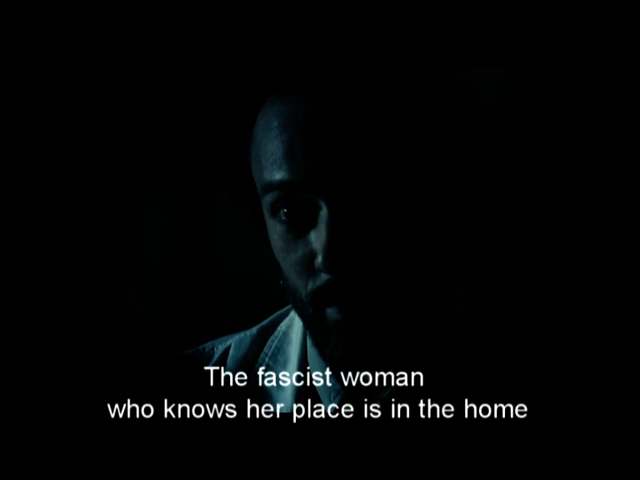 The fascist woman
who knows her place is in the home